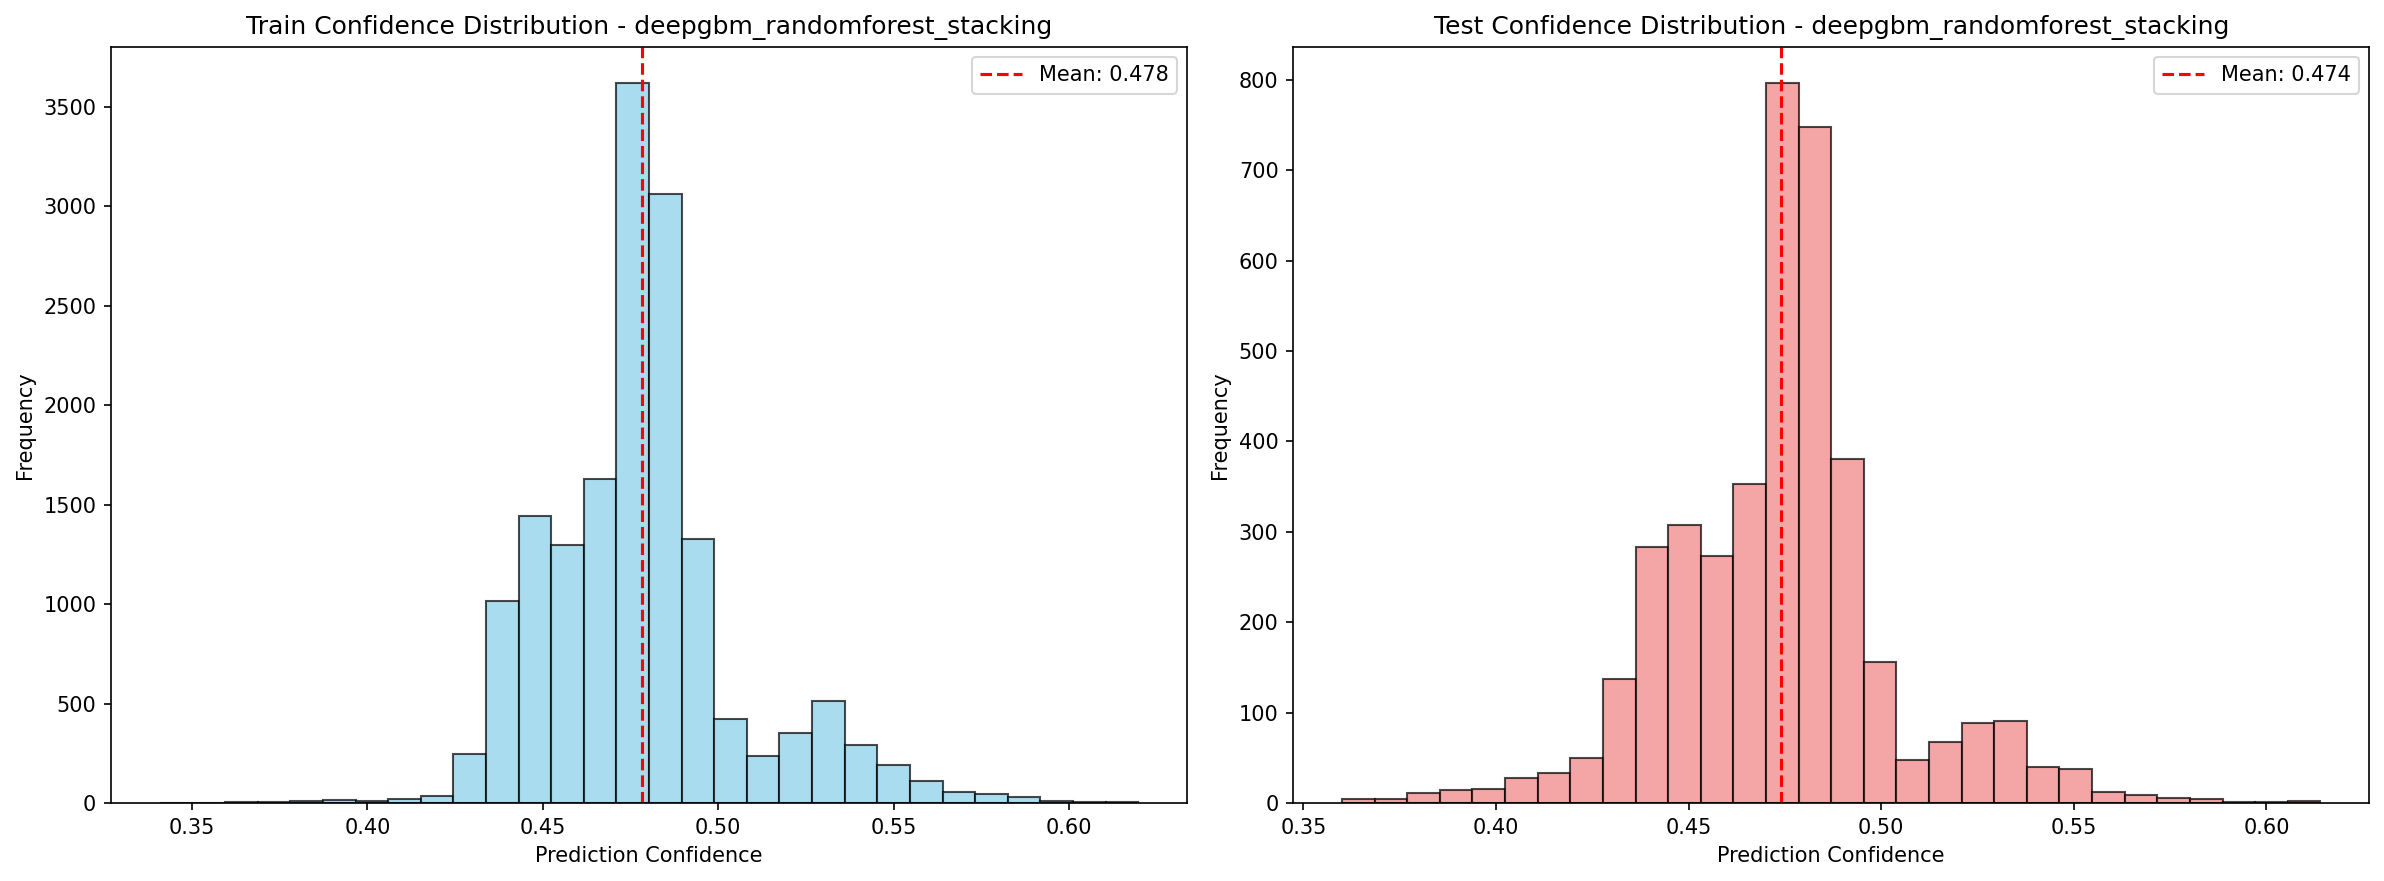 Train Confidence Distribution - deepgbm_randomforest_stacking
Mean: 0.478
Frequency
3500
3000
2500
2000
1500
1000
500
0
0.35 0.40 0.45 0.50 0.55 0.60
Prediction Confidence
Test Confidence Distribution - deepgbm_randomforest_stacking
Mean: 0.474
Frequency
800
700
600
500
400
300
200
100
0
0.35 0.40 0.45 0.50 0.55 0.60
Prediction Confidence